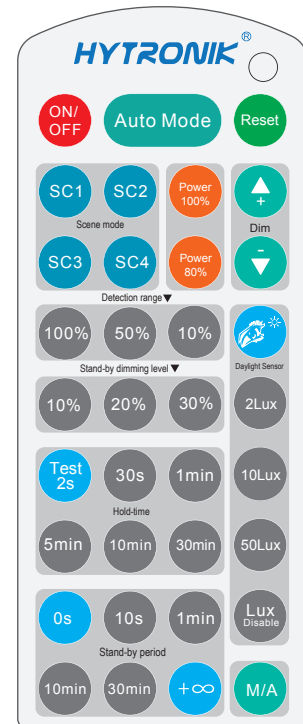 HYTRONIK®
ON/
OFF
Auto Mode
Reset
SC1
SC2
Power
100%
+
Scene mode
Dim
SC3
SC4
Power
80%
-
Detection range▼
100%
50%
10%
Daylight Sensor
Stand-by dimming level▼
10%
20%
30%
2Lux
Test
2s
30s
1min
10Lux
Hold-time
5min
10min
30min
50Lux
0s
10s
1min
Lux
Disable
Stand-by period
10min
30min
+∞
M/A